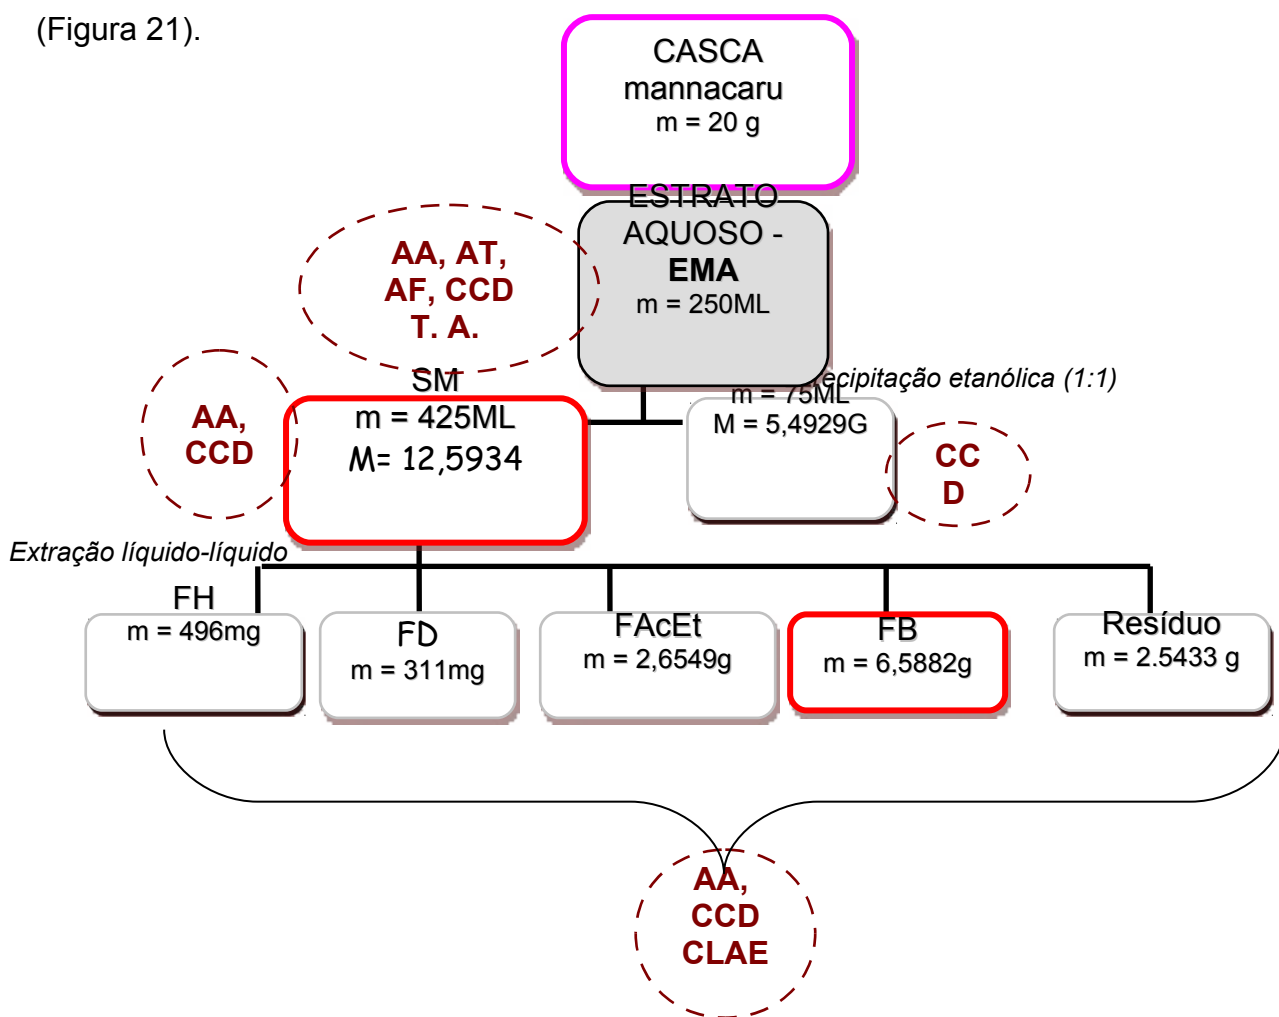 (Figura 21).
CASCA
mannacaru
m = 20 g
ESTRATO
AQUOSO -
EMA
m = 250ML
AA, AT,
AF, CCD
T. A.
SM
m = 425ML
M= 12,5934
AA,
CCD
ecipitação etanólica (1:1)
m = 75ML
M = 5,4929G
CC
D
Extração líquido-líquido
FH
m = 496mg
FD
m = 311mg
FAcEt
m = 2,6549g
FB
m = 6,5882g
Resíduo
m = 2.5433 g
AA,
CCD
CLAE